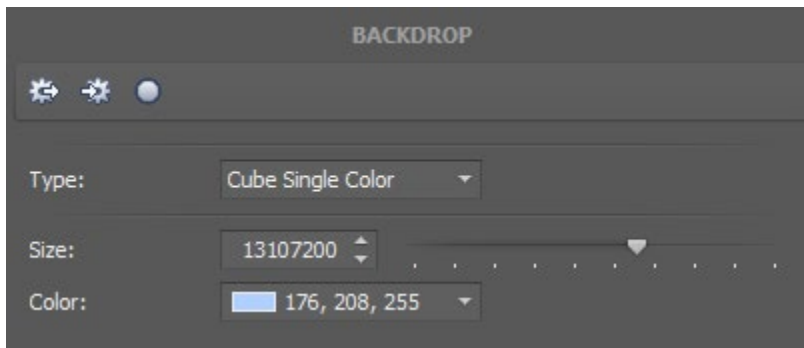 BACKDROP
Type: Cube Single Color
Size: 13107200
Color: 176, 208, 255